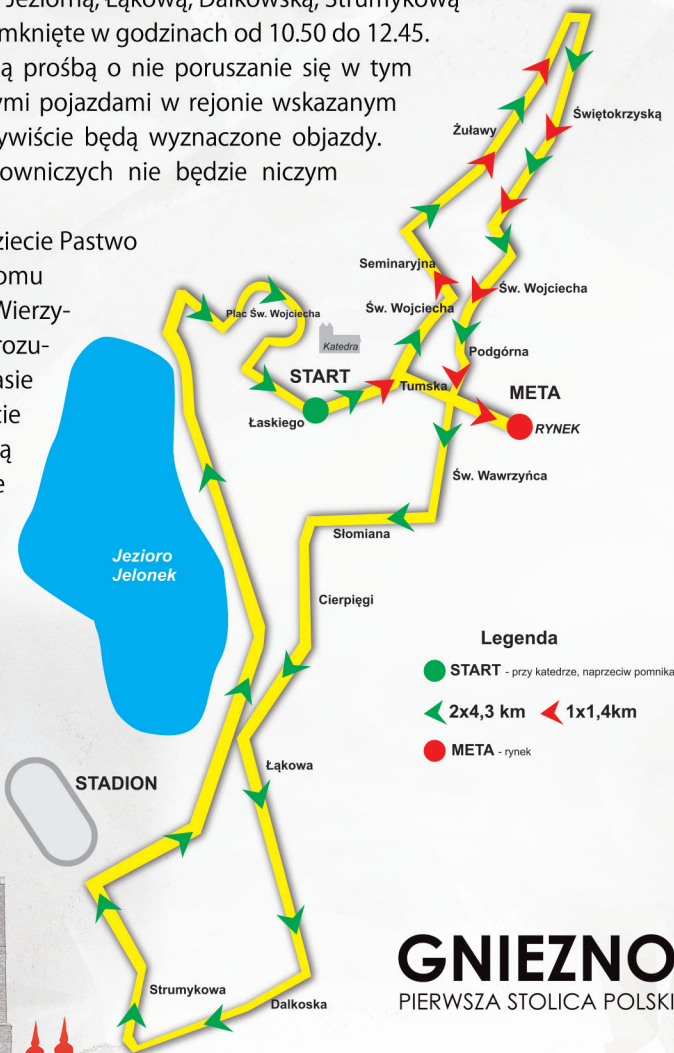 Jeziorną, Łąkową, Dalkowską, Strumykową
mknięte w godzinach od 10.50 do 12.45.
ą prośbą o nie poruszanie się w tym
ymi pojazdami w rejonie wskazanym
ywiście będą wyznaczone objazdy.
owniczych nie będzie niczym
ziecie Pastwo
omu
Wierzy-
rozu-
asie
cie
ą
e
Świętokrzyską
Żuławy
Seminaryjna
Św. Wojciecha
Św. Wojciecha
Plac Św. Wojciecha
Katedra
Podgórna
START
Tumska
META
Łaskiego
RYNEK
Św. Wawrzyńca
Słomiana
Jezioro
Jelonek
Cierpięgi
Legenda
START - przy katedrze, naprzeciw pomnika
2x4,3 km 1x1,4km
META - rynek
Łąkowa
STADION
Strumykowa
Dalkoska
GNIEZNO
PIERWSZA STOLICA POLSKI